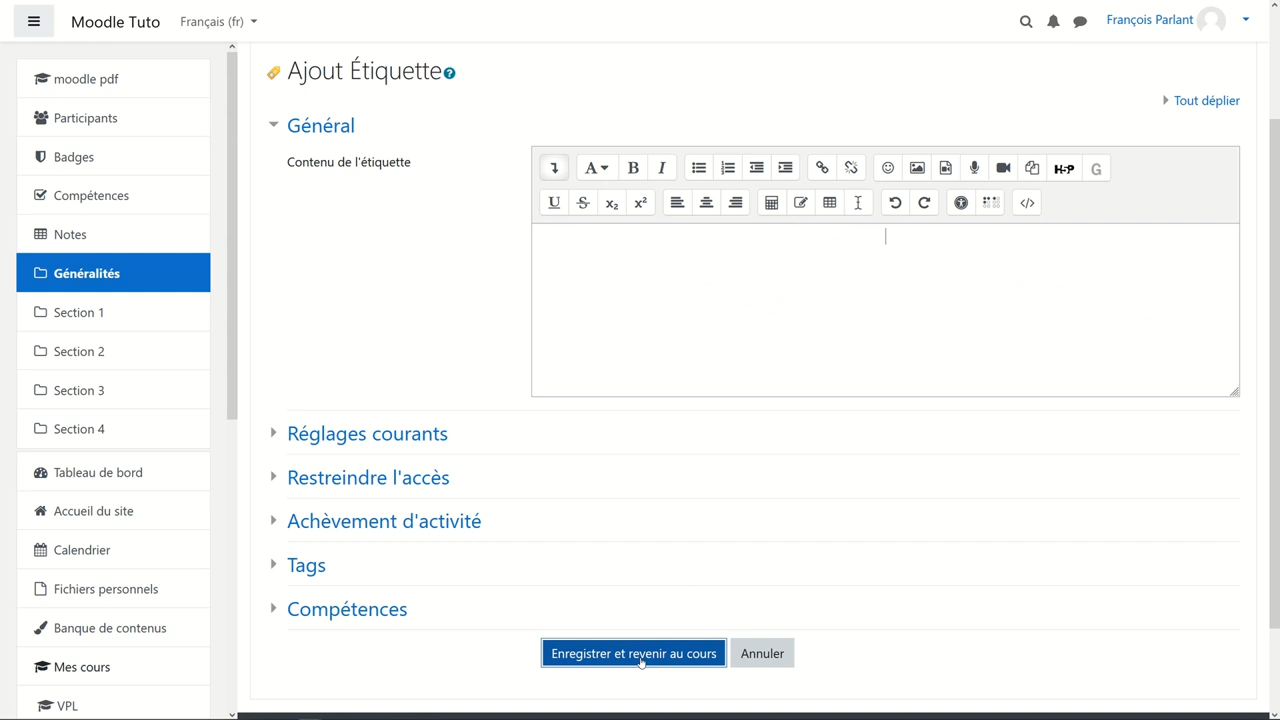 Moodle Tuto Français (fr) François Parlant
moodle pdf
Participants
Badges
Compétences
Notes
Généralités
Section 1
Section 2
Section 3
Section 4
Tableau de bord
Accueil du site
Calendrier
Fichiers personnels
Banque de contenus
Mes cours
VPL
Ajout Étiquette
Tout déplier
Général
Contenu de l'étiquette
A B I H5P G
U S x₂ x²
Réglages courants
Restreindre l'accès
Achèvement d'activité
Tags
Compétences
Enregistrer et revenir au cours Annuler